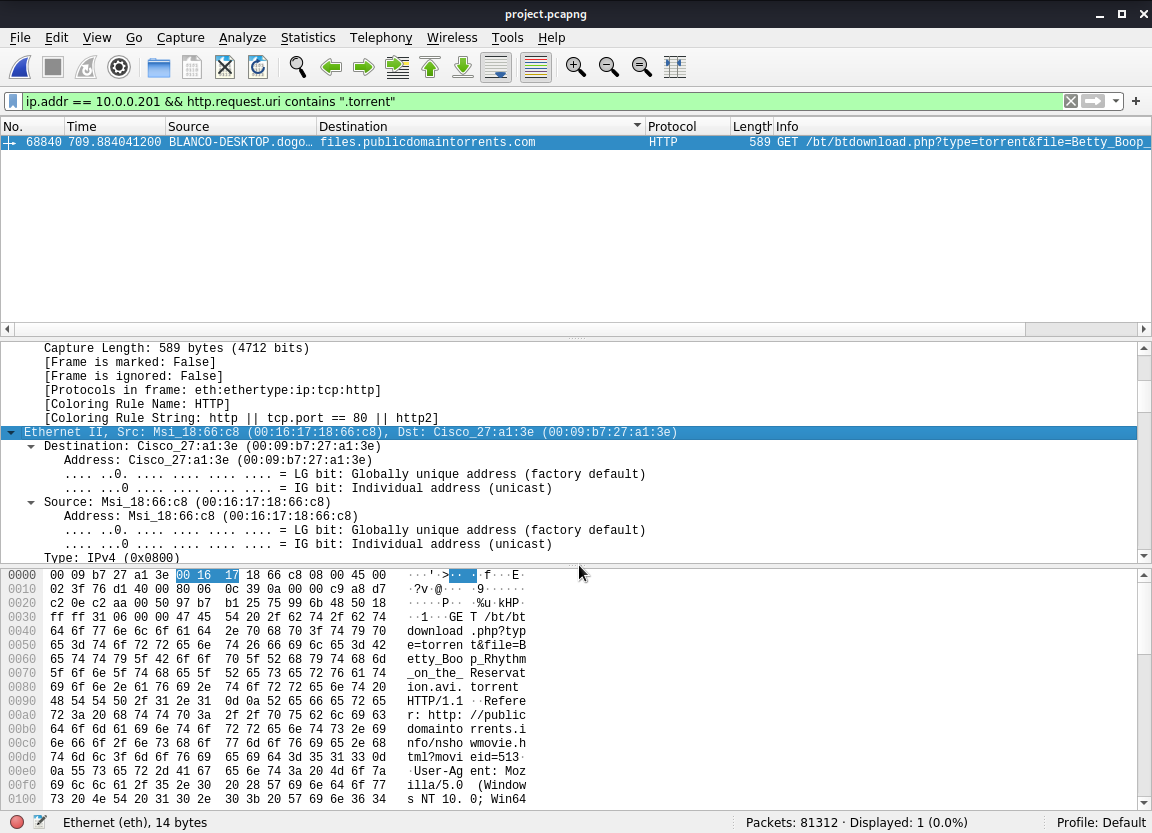 project.pcapng
File Edit View Go Capture Analyze Statistics Telephony Wireless Tools Help
ip.addr == 10.0.0.201 && http.request.uri contains ".torrent"
No. Time Source Destination Protocol Length Info
68840 709.884041200 BLANCO-DESKTOP.dogo… files.publicdomaintorrents.com HTTP 589 GET /bt/btdownload.php?type=torrent&file=Betty_Boop_
Capture Length: 589 bytes (4712 bits)
[Frame is marked: False]
[Frame is ignored: False]
[Protocols in frame: eth:ethertype:ip:tcp:http]
[Coloring Rule Name: HTTP]
[Coloring Rule String: http || tcp.port == 80 || http2]
Ethernet II, Src: Msi_18:66:c8 (00:16:17:18:66:c8), Dst: Cisco_27:a1:3e (00:09:b7:27:a1:3e)
Destination: Cisco_27:a1:3e (00:09:b7:27:a1:3e)
Address: Cisco_27:a1:3e (00:09:b7:27:a1:3e)
.... ..0. .... .... .... .... = LG bit: Globally unique address (factory default)
.... ...0 .... .... .... .... = IG bit: Individual address (unicast)
Source: Msi_18:66:c8 (00:16:17:18:66:c8)
Address: Msi_18:66:c8 (00:16:17:18:66:c8)
.... ..0. .... .... .... .... = LG bit: Globally unique address (factory default)
.... ...0 .... .... .... .... = IG bit: Individual address (unicast)
Type: IPv4 (0x0800)
0000 00 09 b7 27 a1 3e 00 16 17 18 66 c8 08 00 45 00 ···'·>·· ··f···E·
0010 02 3f 76 d1 40 00 80 06 0c 39 0a 00 00 c9 a8 d7 ·?v·@··· ·9······
0020 c2 0e c2 aa 00 50 97 b7 b1 25 75 99 6b 48 50 18 ·····P·· ·%u·kHP·
0030 ff ff 31 06 00 00 47 45 54 20 2f 62 74 2f 62 74 ··1···GE T /bt/bt
0040 64 6f 77 6e 6c 6f 61 64 2e 70 68 70 3f 74 79 70 download .php?typ
0050 65 3d 74 6f 72 72 65 6e 74 26 66 69 6c 65 3d 42 e=torren t&file=B
0060 65 74 74 79 5f 42 6f 6f 70 5f 52 68 79 74 68 6d etty_Boo p_Rhythm
0070 5f 6f 6e 5f 74 68 65 5f 52 65 73 65 72 76 61 74 _on_the_ Reservat
0080 69 6f 6e 2e 61 76 69 2e 74 6f 72 72 65 6e 74 20 ion.avi. torrent
0090 48 54 54 50 2f 31 2e 31 0d 0a 52 65 66 65 72 65 HTTP/1.1 ··Refere
00a0 72 3a 20 68 74 74 70 3a 2f 2f 70 75 62 6c 69 63 r: http: //public
00b0 64 6f 6d 61 69 6e 74 6f 72 72 65 6e 74 73 2e 69 domainto rrents.i
00c0 6e 66 6f 2f 6e 73 68 6f 77 6d 6f 76 69 65 2e 68 nfo/nsho wmovie.h
00d0 74 6d 6c 3f 6d 6f 76 69 65 69 64 3d 35 31 33 0d tml?movi eid=513·
00e0 0a 55 73 65 72 2d 41 67 65 6e 74 3a 20 4d 6f 7a ·User-Ag ent: Moz
00f0 69 6c 6c 61 2f 35 2e 30 20 28 57 69 6e 64 6f 77 illa/5.0 (Window
0100 73 20 4e 54 20 31 30 2e 30 3b 20 57 69 6e 36 34 s NT 10. 0; Win64
Ethernet (eth), 14 bytes Packets: 81312 · Displayed: 1 (0.0%) Profile: Default